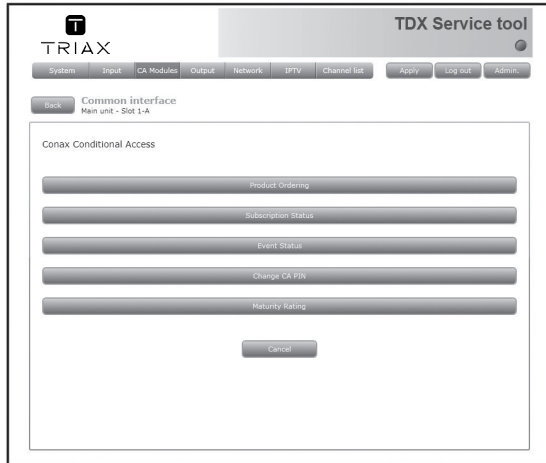 TRIAX
TDX Service tool
System Input CA Modules Output Network IPTV Channel list Apply Log out Admin.
Back Common interface
Main unit - Slot 1-A
Conax Conditional Access
Product Ordering
Subscription Status
Event Status
Change CA PIN
Maturity Rating
Cancel